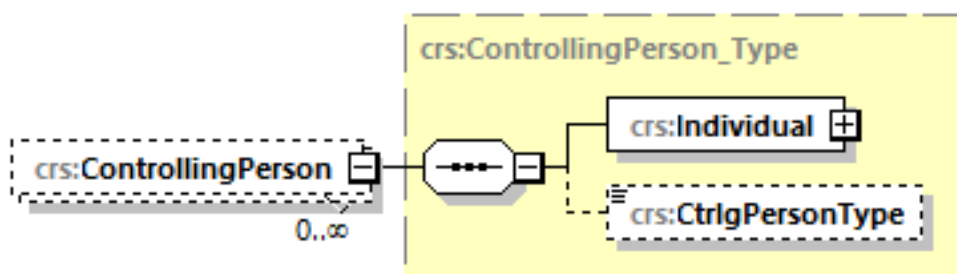 crs:ControllingPerson_Type
crs:Individual
crs:ControllingPerson
crs:CtrlgPersonType
0..∞